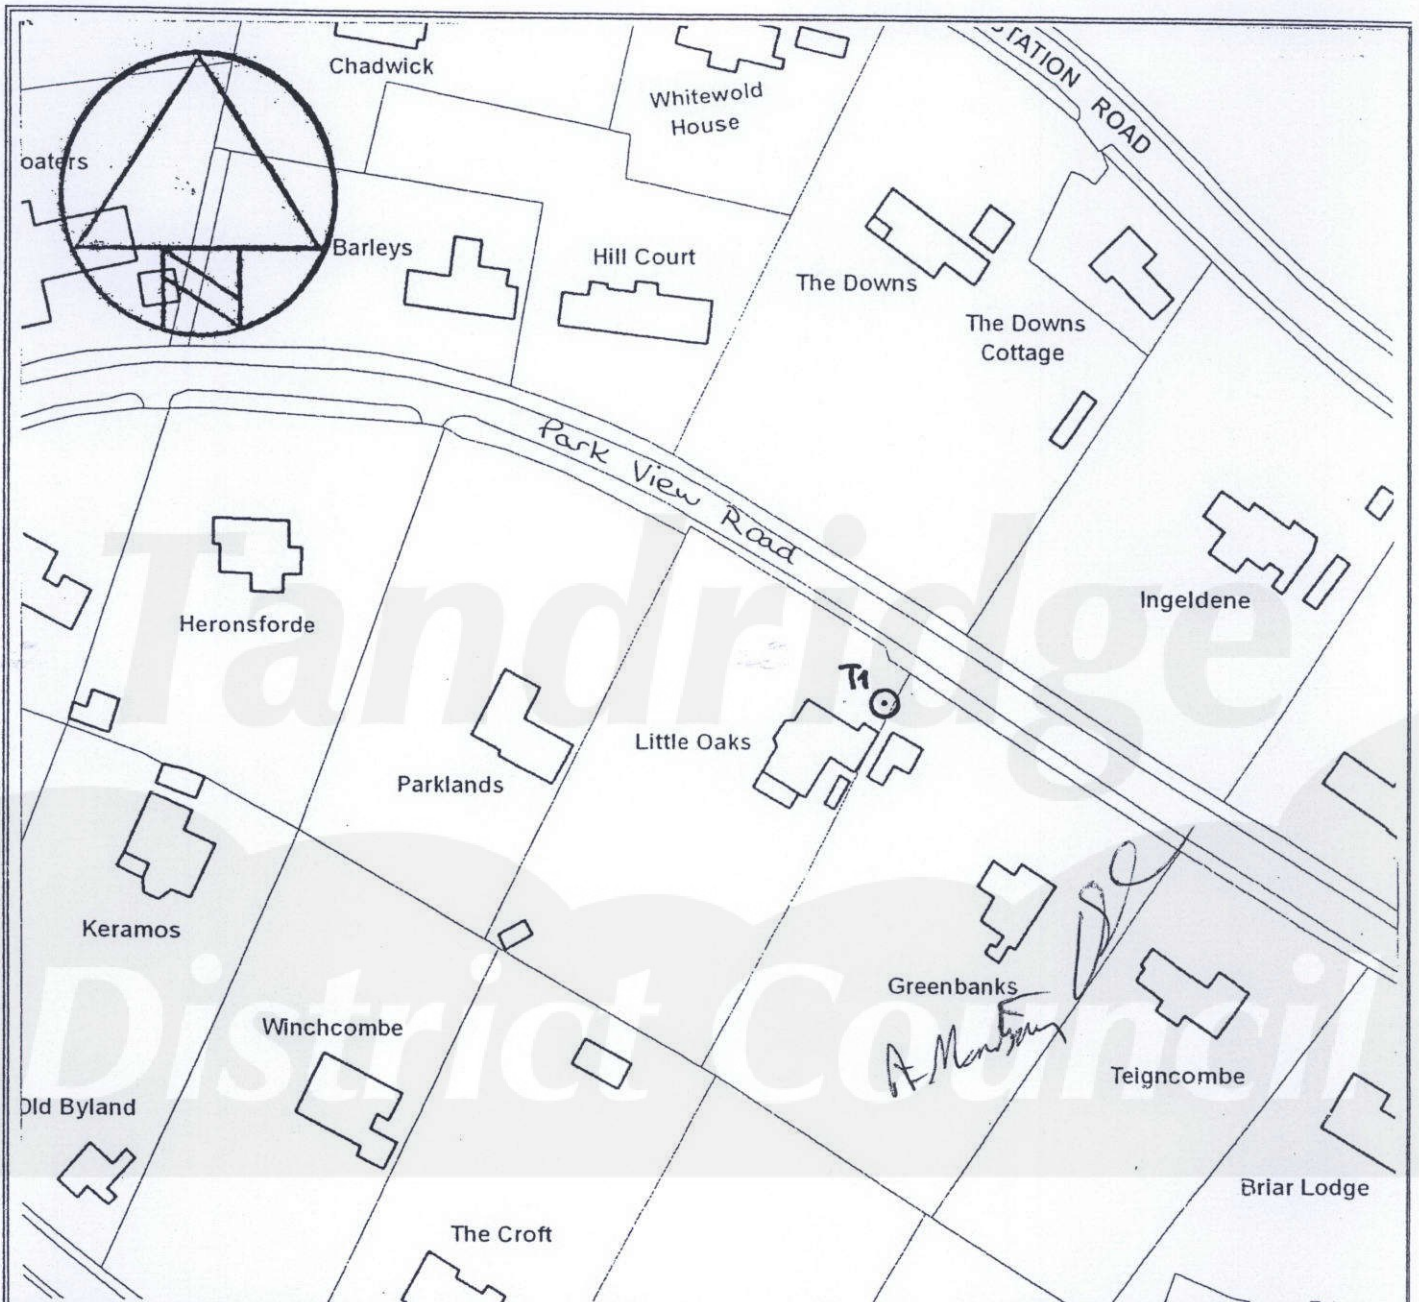 Chadwick
Whitewold
House
STATION ROAD
oaters
Barleys
Hill Court
The Downs
The Downs
Cottage
Park View Road
Ingeldene
Heronsforde
T1
Little Oaks
Parklands
Keramos
Greenbanks
Winchcombe
Teigncombe
Old Byland
Briar Lodge
The Croft
Tandridge
District Council